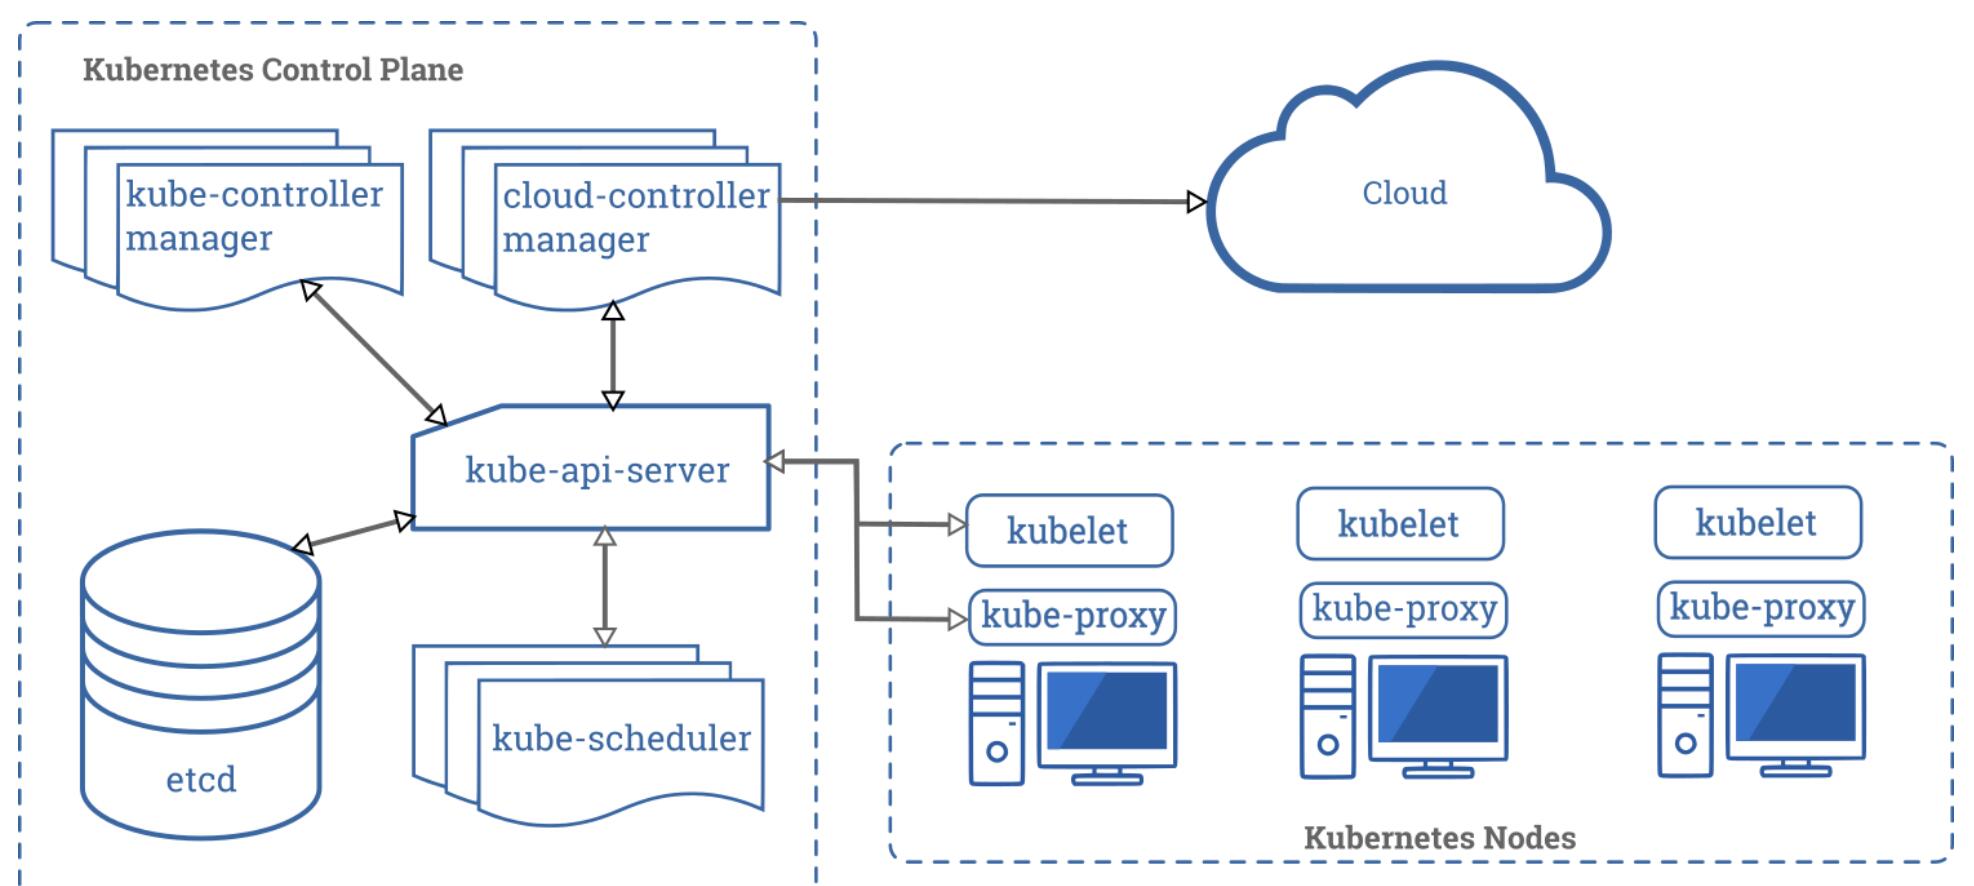 Kubernetes Control Plane
kube-controller
manager
cloud-controller
manager
Cloud
kube-api-server
etcd
kube-scheduler
kubelet
kube-proxy
kubelet
kube-proxy
kubelet
kube-proxy
Kubernetes Nodes